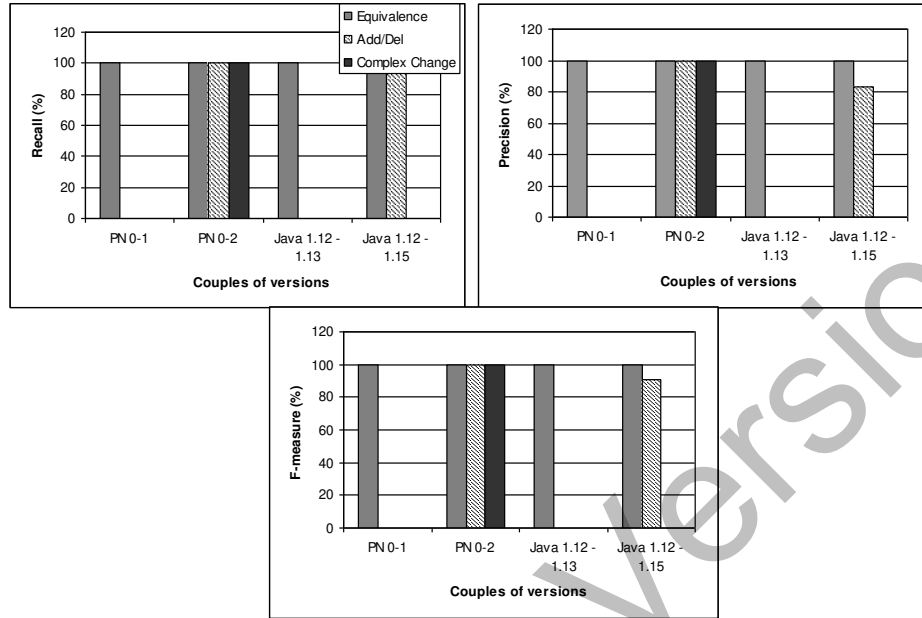 Equivalence
Add/Del
Complex Change
120
100
80
60
40
20
0
Recall (%)
PN 0-1
PN 0-2
Java 1.12 -
1.13
Java 1.12 -
1.15
Couples of versions
120
100
80
60
40
20
0
Precision (%)
PN 0-1
PN 0-2
Java 1.12 -
1.13
Java 1.12 -
1.15
Couples of versions
120
100
80
60
40
20
0
F-measure (%)
PN 0-1
PN 0-2
Java 1.12 -
1.13
Java 1.12 -
1.15
Couples of versions
Versio